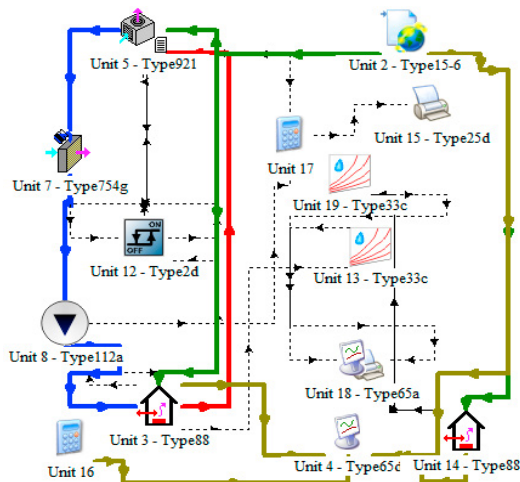 Unit 5 - Type921
Unit 2 - Type15-6
Unit 15 - Type25d
Unit 17
Unit 7 - Type754g
Unit 19 - Type33c
ON
OFF
Unit 12 - Type2d
Unit 13 - Type33c
Unit 8 - Type112a
Unit 18 - Type65a
Unit 3 - Type88
Unit 16
Unit 4 - Type65d
Unit 14 - Type88